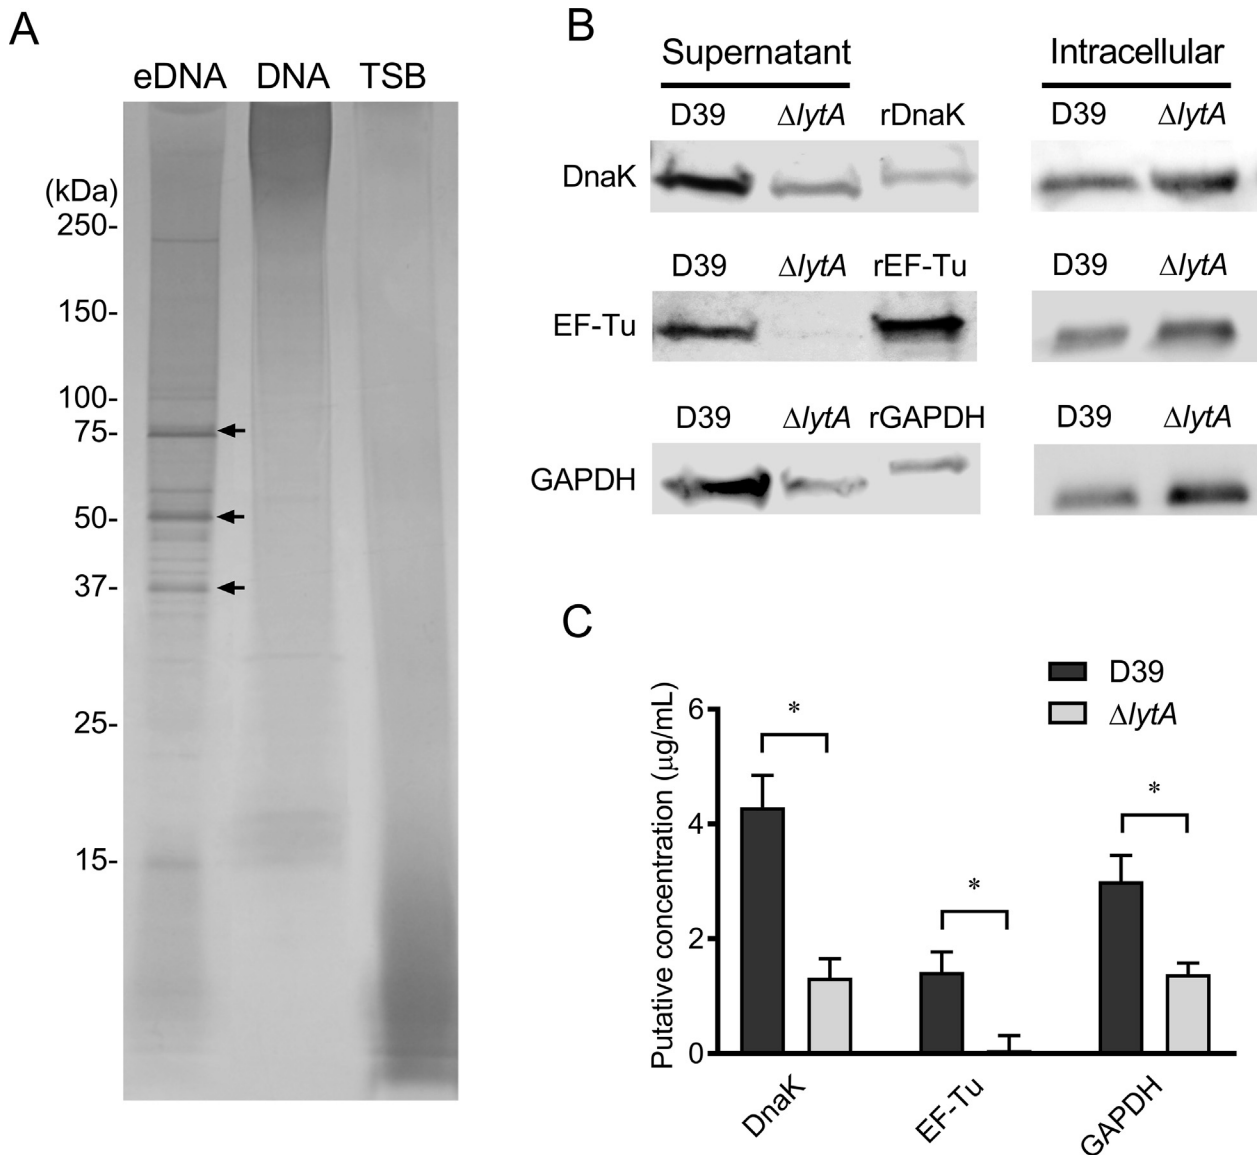 A
eDNA DNA TSB
(kDa)
250-
150-
100-
75-
50-
37-
25-
15-
B
Supernatant Intracellular
D39 ΔlytA rDnaK D39 ΔlytA
DnaK
D39 ΔlytA rEF-Tu D39 ΔlytA
EF-Tu
D39 ΔlytA rGAPDH D39 ΔlytA
GAPDH
C
D39
ΔlytA
Putative concentration (μg/mL)
6
4
2
0
* * *
DnaK
EF-Tu
GAPDH